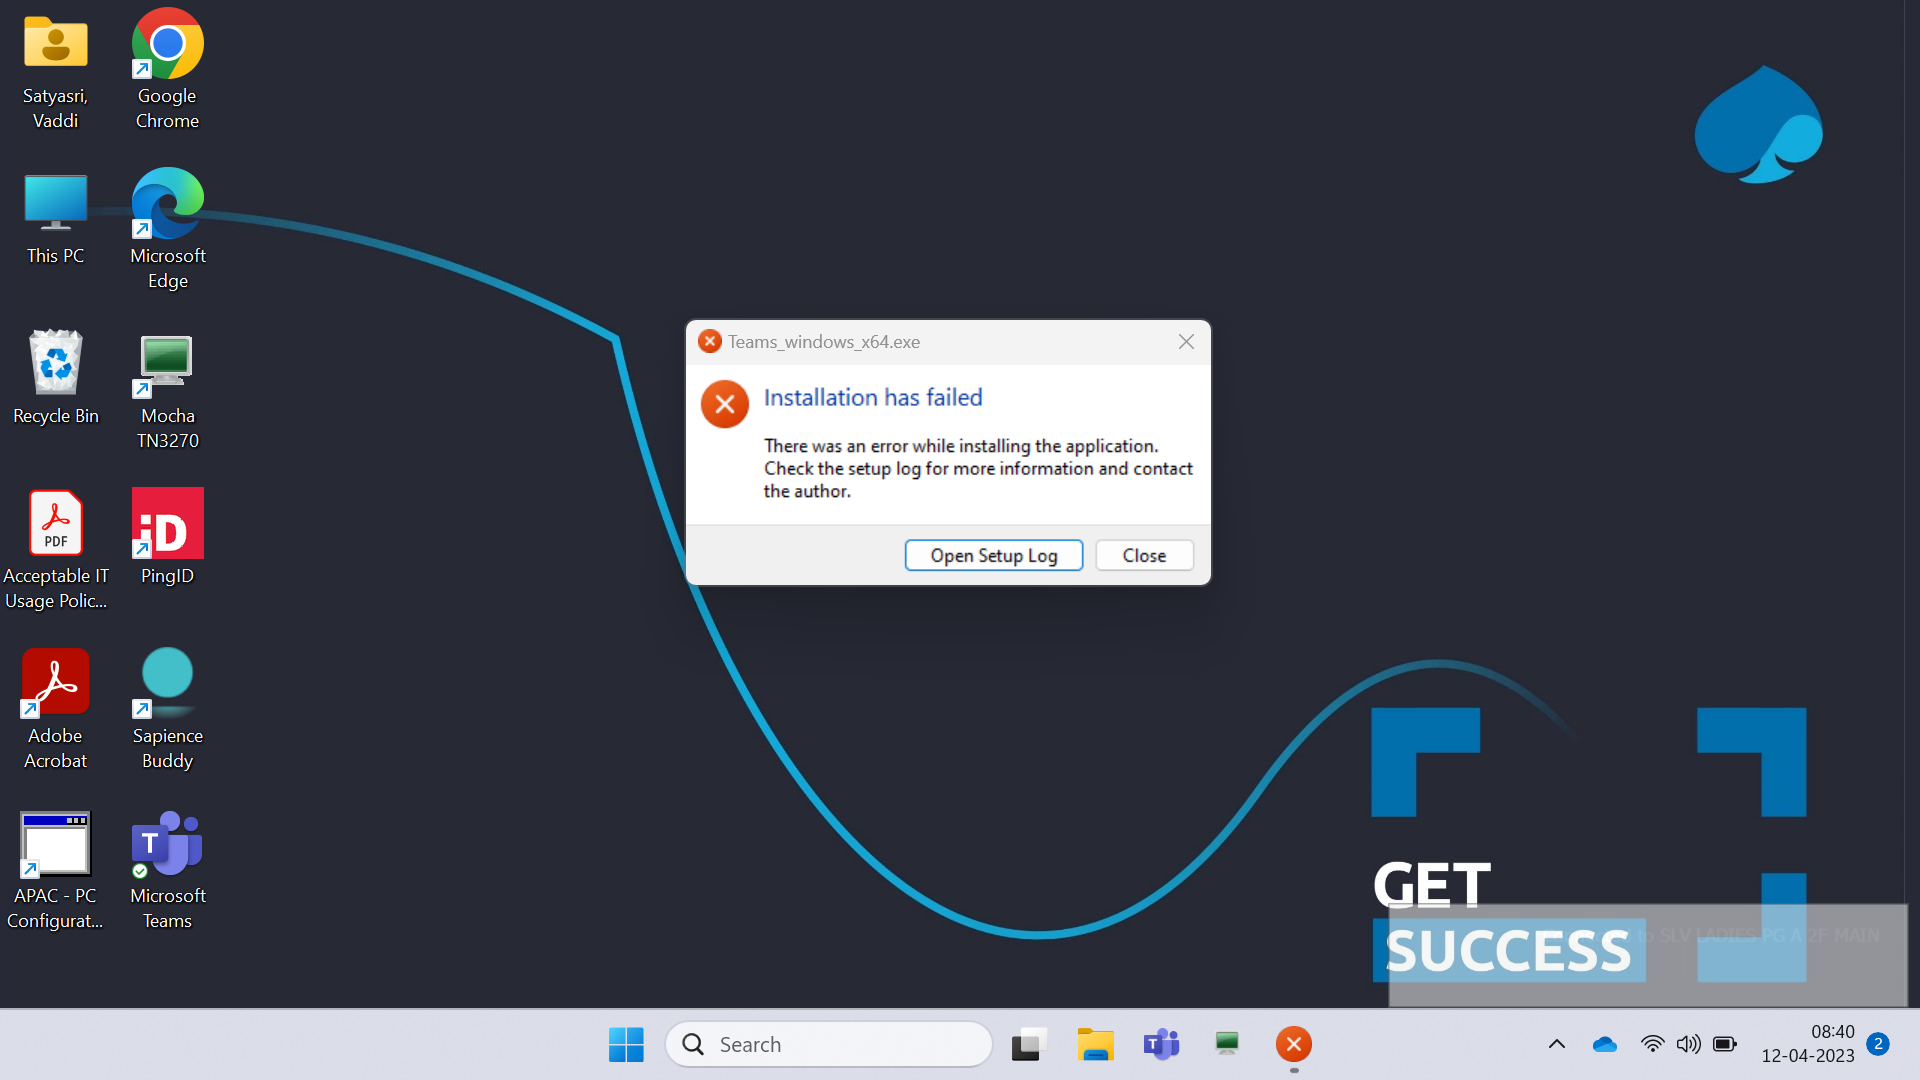 Satyasri,
Vaddi
Google
Chrome
This PC
Microsoft
Edge
Recycle Bin
Mocha
TN3270
PDF
Acceptable IT
Usage Polic...
iD
PingID
Adobe
Acrobat
Sapience
Buddy
APAC - PC
Configurat...
T
Microsoft
Teams
Teams_windows_x64.exe
Installation has failed
There was an error while installing the application.
Check the setup log for more information and contact
the author.
Open Setup Log
Close
GET
SUCCESS
to SLV LADIES PG A 2F MAIN
Search
T
08:40
12-04-2023
2